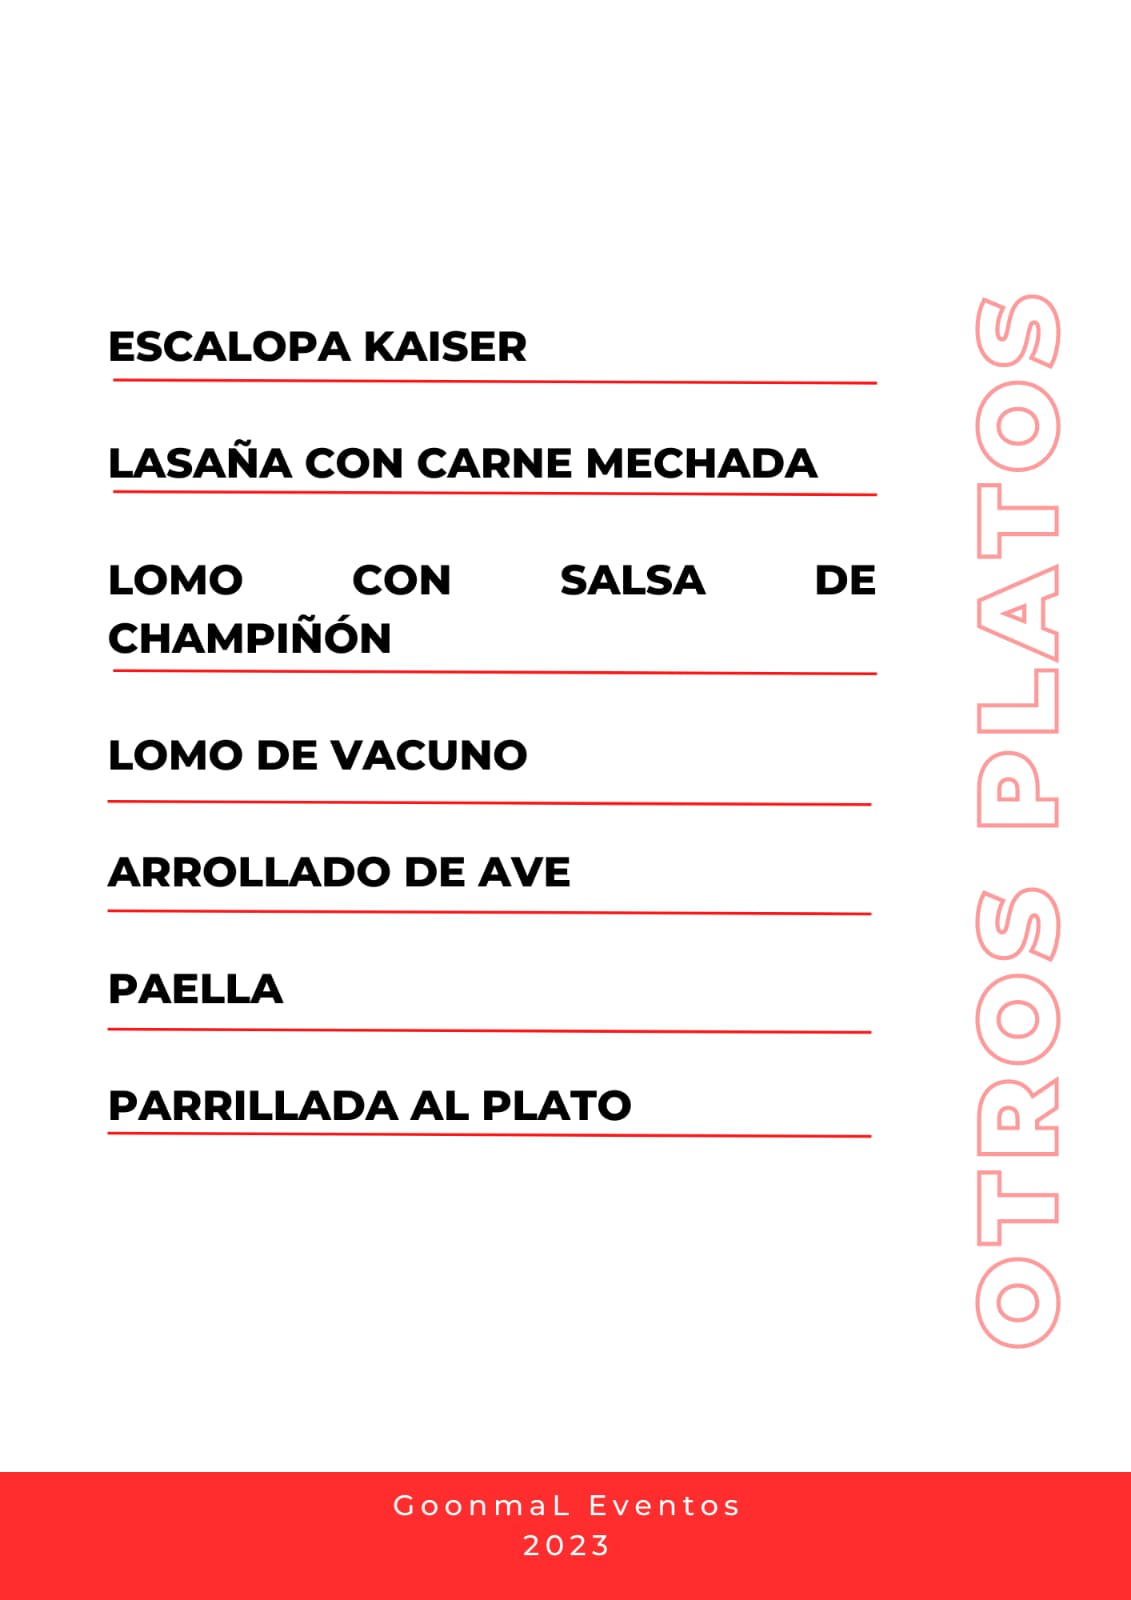 ESCALOPA KAISER
LASAÑA CON CARNE MECHADA
LOMO CON SALSA DE
CHAMPIÑÓN
LOMO DE VACUNO
ARROLLADO DE AVE
PAELLA
PARRILLADA AL PLATO
OTROS PLATOS
GoonmaL Eventos
2023